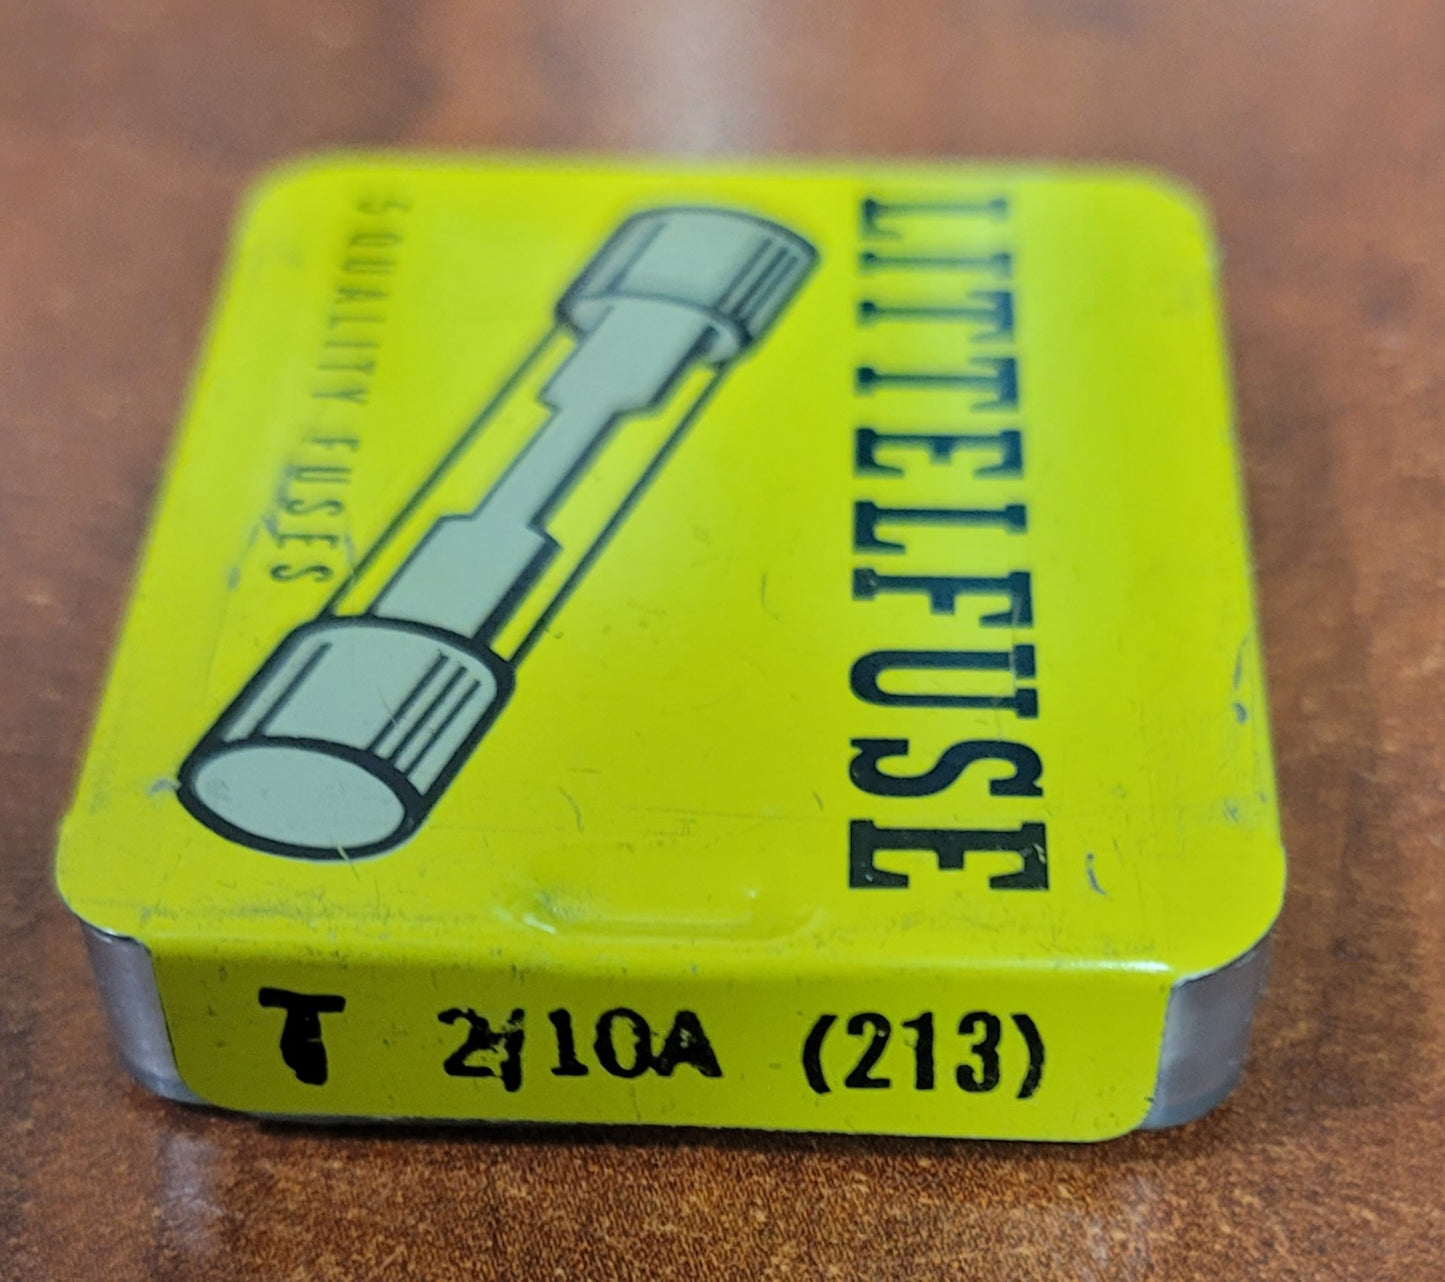 LITTELFUSE
5 QUALITY FUSES
T 2/10A (213)